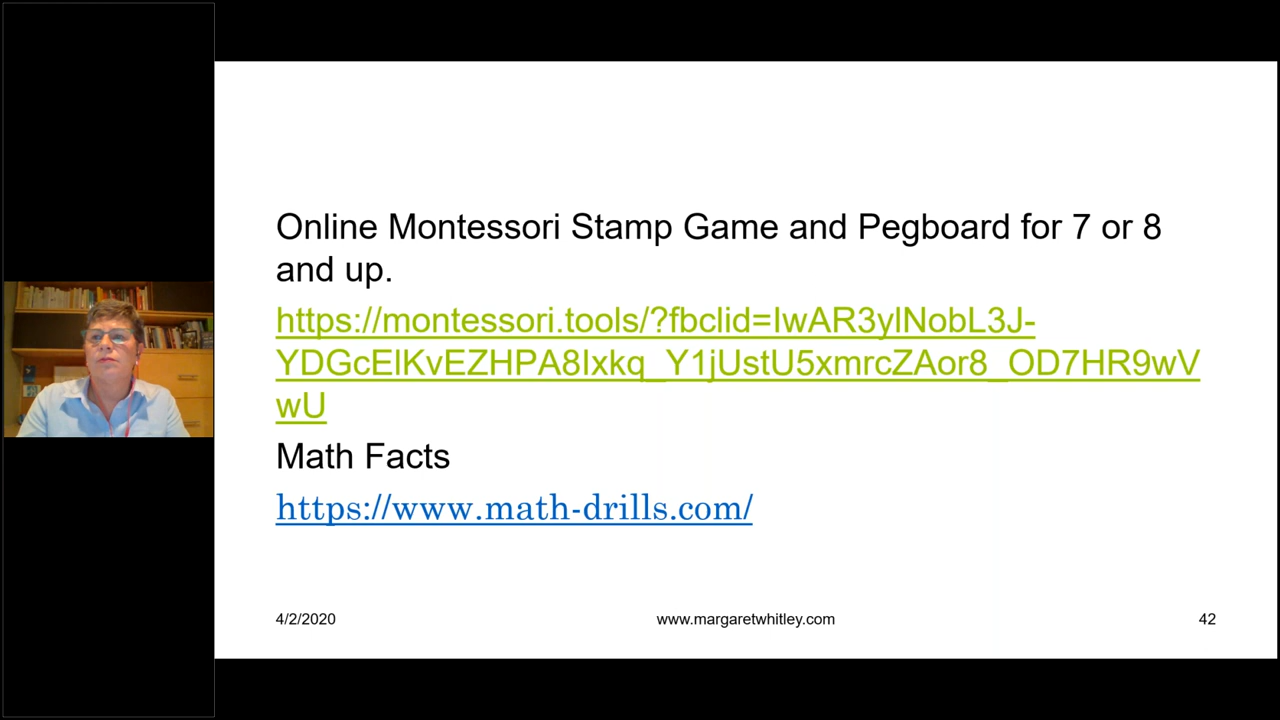 Online Montessori Stamp Game and Pegboard for 7 or 8
and up.
https://montessori.tools/?fbclid=IwAR3ylNobL3J-
YDGcElKvEZHPA8Ixkq_Y1jUstU5xmrcZAor8_OD7HR9wV
wU
Math Facts
https://www.math-drills.com/
4/2/2020 www.margaretwhitley.com 42